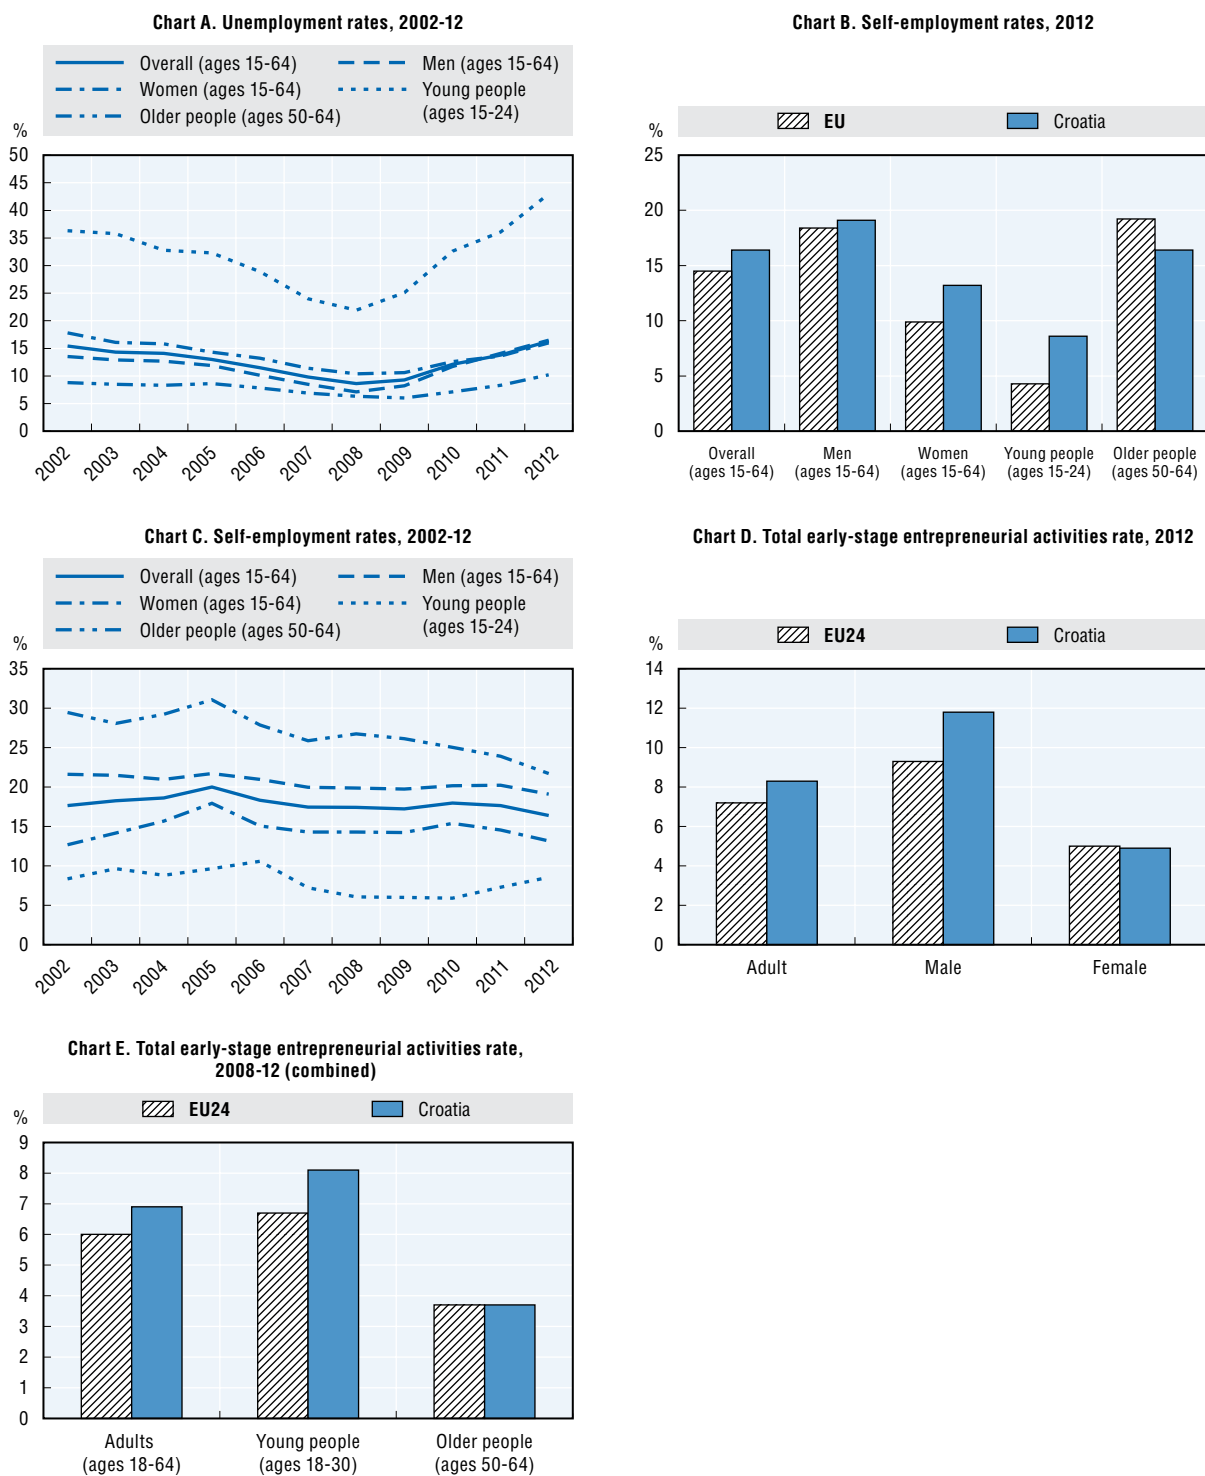 Chart A. Unemployment rates, 2002-12
Overall (ages 15-64)
Men (ages 15-64)
Women (ages 15-64)
Young people
(ages 15-24)
Older people (ages 50-64)
%
50
45
40
35
30
25
20
15
10
5
0
2002
2003
2004
2005
2006
2007
2008
2009
2010
2011
2012
Chart B. Self-employment rates, 2012
EU
Croatia
%
25
20
15
10
5
0
Overall
(ages 15-64)
Men
(ages 15-64)
Women
(ages 15-64)
Young people
(ages 15-24)
Older people
(ages 50-64)
Chart C. Self-employment rates, 2002-12
Overall (ages 15-64)
Men (ages 15-64)
Women (ages 15-64)
Young people
(ages 15-24)
Older people (ages 50-64)
%
35
30
25
20
15
10
5
0
2002
2003
2004
2005
2006
2007
2008
2009
2010
2011
2012
Chart D. Total early-stage entrepreneurial activities rate, 2012
EU24
Croatia
%
14
12
10
8
6
4
2
0
Adult
Male
Female
Chart E. Total early-stage entrepreneurial activities rate,
2008-12 (combined)
EU24
Croatia
%
9
8
7
6
5
4
3
2
1
0
Adults
(ages 18-64)
Young people
(ages 18-30)
Older people
(ages 50-64)